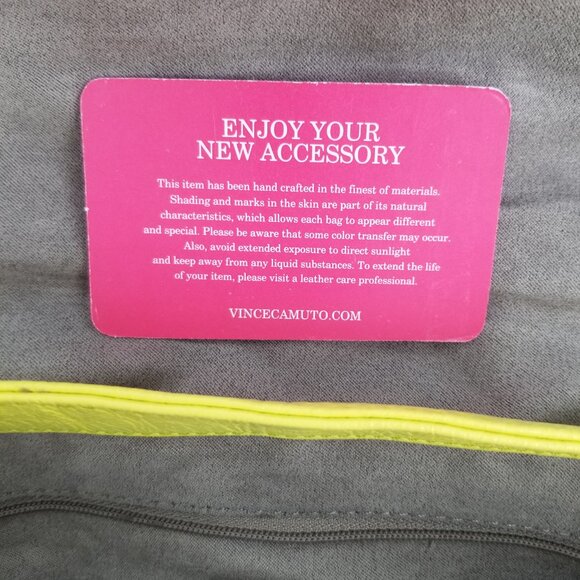 ENJOY YOUR
NEW ACCESSORY
This item has been hand crafted in the finest of materials.
Shading and marks in the skin are part of its natural
characteristics, which allows each bag to appear different
and special. Please be aware that some color transfer may occur.
Also, avoid extended exposure to direct sunlight
and keep away from any liquid substances. To extend the life
of your item, please visit a leather care professional.
VINCECAMUTO.COM